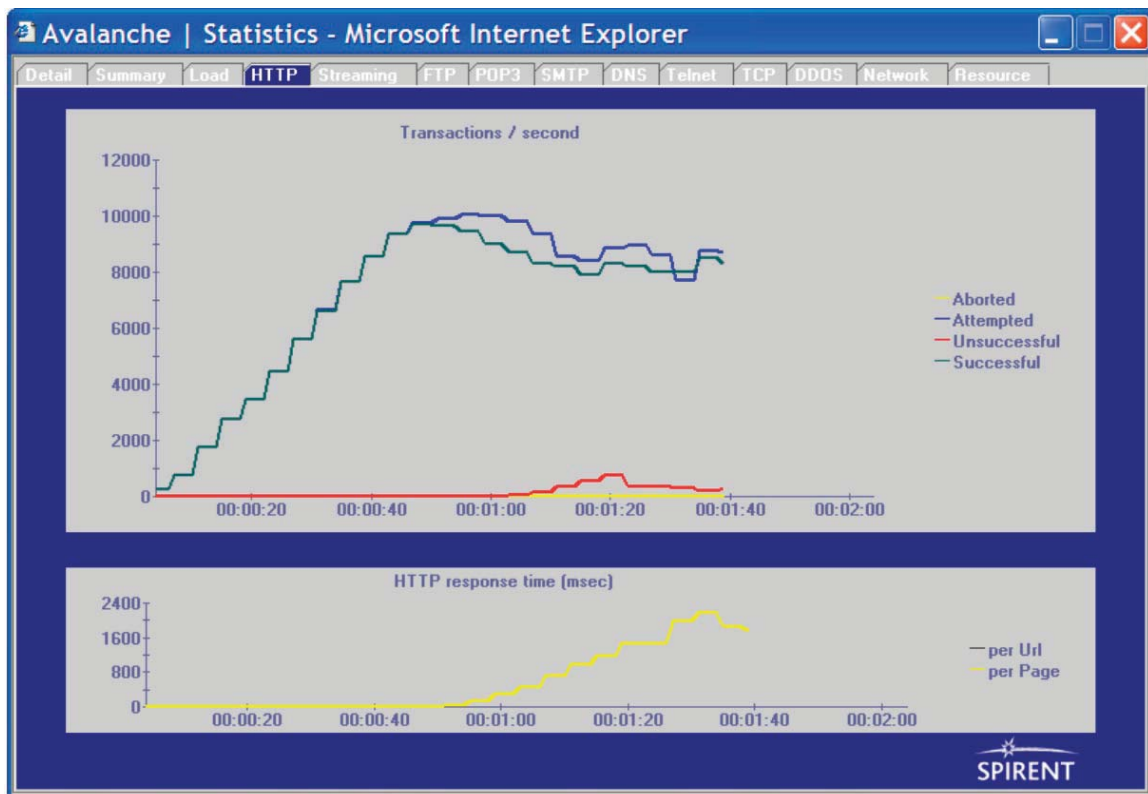 Avalanche | Statistics - Microsoft Internet Explorer
Detail Summary Load HTTP Streaming FTP POP3 SMTP DNS Telnet TCP DDOS Network Resource
Transactions / second
12000
10000
8000
6000
4000
2000
0
00:00:20 00:00:40 00:01:00 00:01:20 00:01:40 00:02:00
Aborted
Attempted
Unsuccessful
Successful
HTTP response time (msec)
2400
1600
800
0
00:00:20 00:00:40 00:01:00 00:01:20 00:01:40 00:02:00
per Url
per Page
SPIRENT